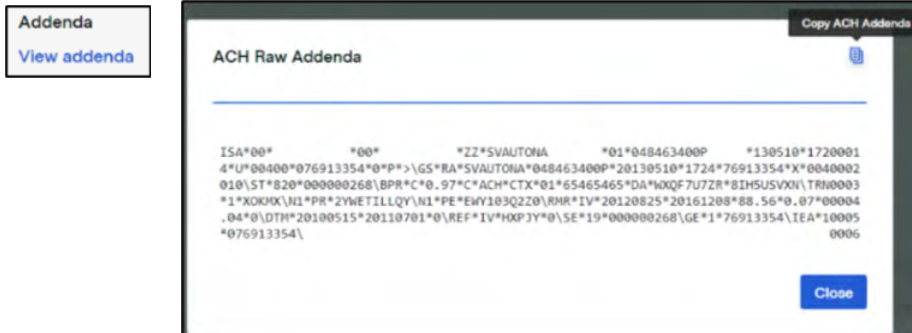 Addenda
View addenda
Copy ACH Addenda
ACH Raw Addenda
ISA*00* *00* *ZZ*SVAUTONA *01*048463400P *130510*1720001
4*U*00400*076913354*0*P*>\GS*RA*SVAUTONA*048463400P*20130510*1724*76913354*X*0040002
010\ST*820*000000268\BPR*C*0.97*C*ACH*CTX*01*65465465*DA*WXQF7U7ZR*8IH5USVXN\TRN0003
*1*XOKMX\N1*PR*2YWETILLQY\N1*PE*EWY103Q2Z0\RMR*IV*20120825*20161208*88.56*0.07*00004
.04*0\DTM*20100515*20110701*0\REF*IV*HXPJY*0\SE*19*000000268\GE*1*76913354\IEA*10005
*076913354\ 0006
Close